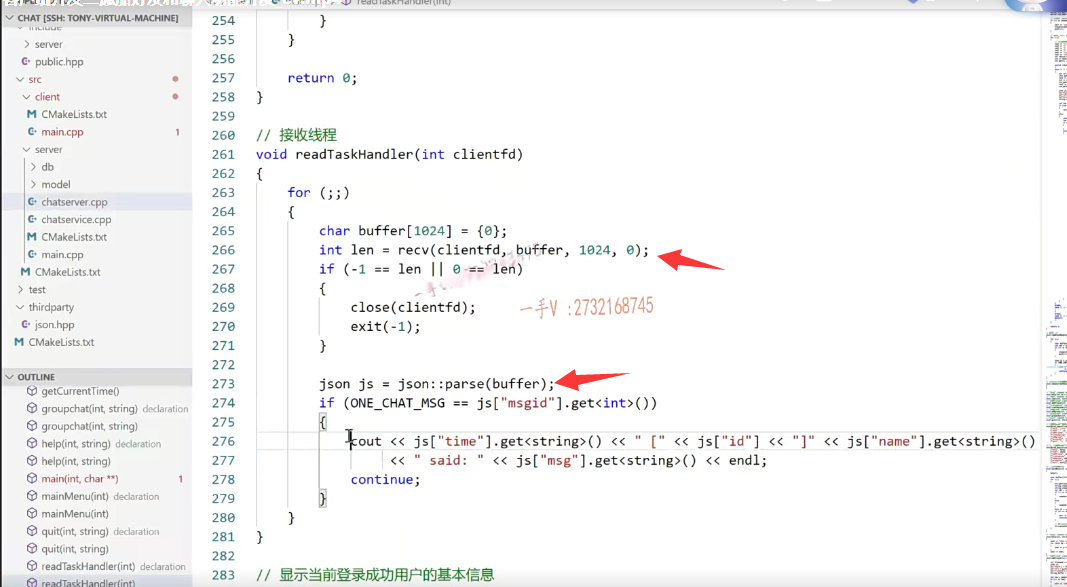 readTaskHandler(int)
CHAT [SSH: TONY-VIRTUAL-MACHINE]
include
server
public.hpp
src
client
CMakeLists.txt
main.cpp 1
server
db
model
chatserver.cpp
chatservice.cpp
CMakeLists.txt
main.cpp
CMakeLists.txt
test
thirdparty
json.hpp
CMakeLists.txt
OUTLINE
getCurrentTime()
groupchat(int, string) declaration
groupchat(int, string)
help(int, string) declaration
help(int, string)
main(int, char **) 1
mainMenu(int) declaration
mainMenu(int)
quit(int, string) declaration
quit(int, string)
readTaskHandler(int) declaration
readTaskHandler(int)
254 }
255 }
256
257 return 0;
258 }
259
260 // 接收线程
261 void readTaskHandler(int clientfd)
262 {
263 for (;;)
264 {
265 char buffer[1024] = {0};
266 int len = recv(clientfd, buffer, 1024, 0);
267 if (-1 == len || 0 == len)
268 {
269 close(clientfd);
一手V :2732168745
270 exit(-1);
271 }
272
273 json js = json::parse(buffer);
274 if (ONE_CHAT_MSG == js["msgid"].get<int>())
275 {
276 cout << js["time"].get<string>() << " [" << js["id"] << "]" << js["name"].get<string>()
277 << " said: " << js["msg"].get<string>() << endl;
278 continue;
279 }
280 }
281 }
282
283 // 显示当前登录成功用户的基本信息